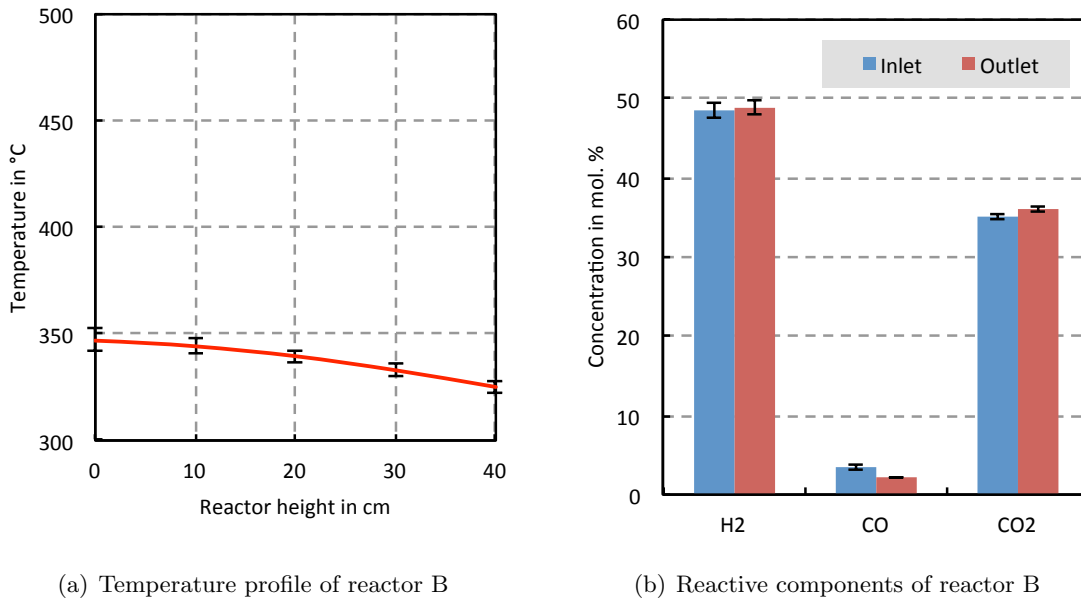 500
450
400
350
300
0 10 20 30 40
Temperature in °C
Reactor height in cm
(a) Temperature profile of reactor B
60
50
40
30
20
10
0
Concentration in mol. %
Inlet Outlet
H2 CO CO2
(b) Reactive components of reactor B